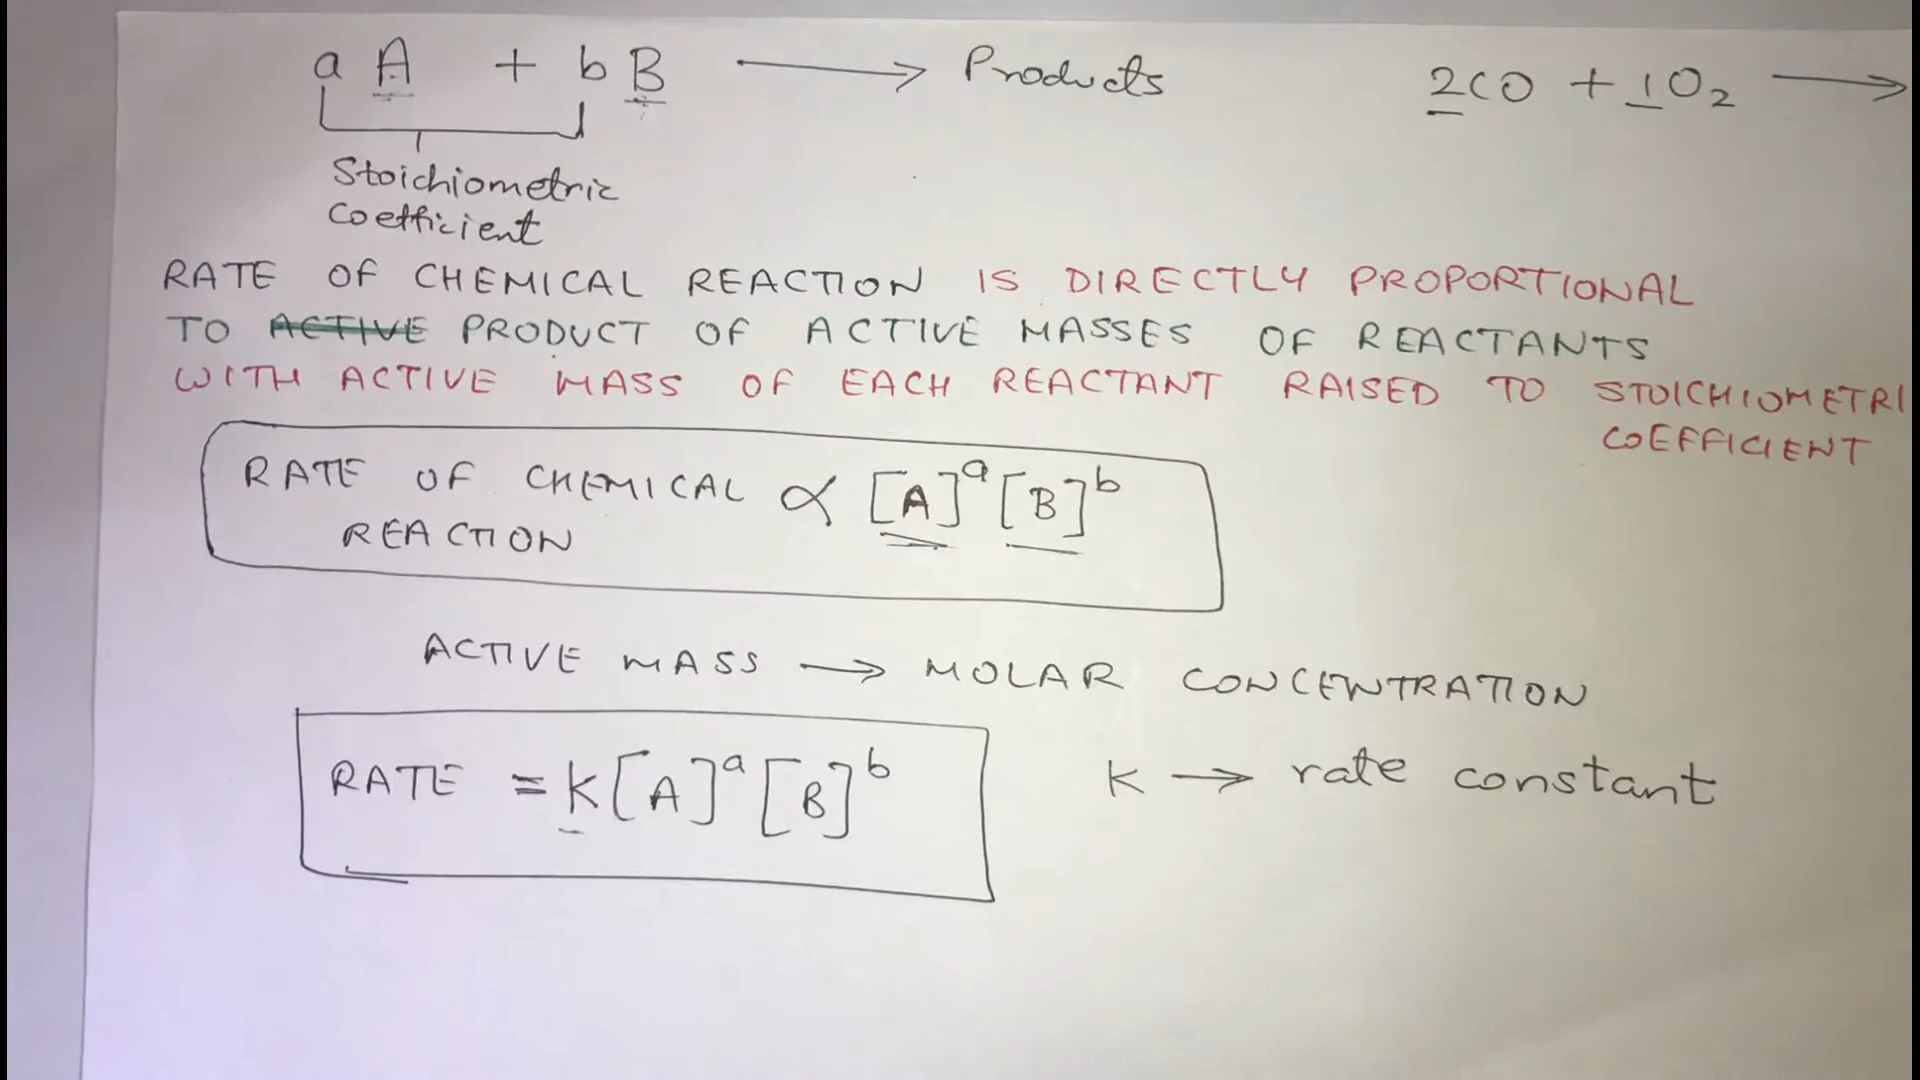 a A + b B ⟶ Products
2CO + 1O₂ ⟶
Stoichiometric
Coefficient
RATE OF CHEMICAL REACTION IS DIRECTLY PROPORTIONAL
TO ACTIVE PRODUCT OF ACTIVE MASSES OF REACTANTS
WITH ACTIVE MASS OF EACH REACTANT RAISED TO STOICHIOMETRI
COEFFICIENT
RATE OF CHEMICAL ∝ [A]ᵃ [B]ᵇ
REACTION
ACTIVE MASS → MOLAR CONCENTRATION
RATE = K[A]ᵃ[B]ᵇ
K → rate constant